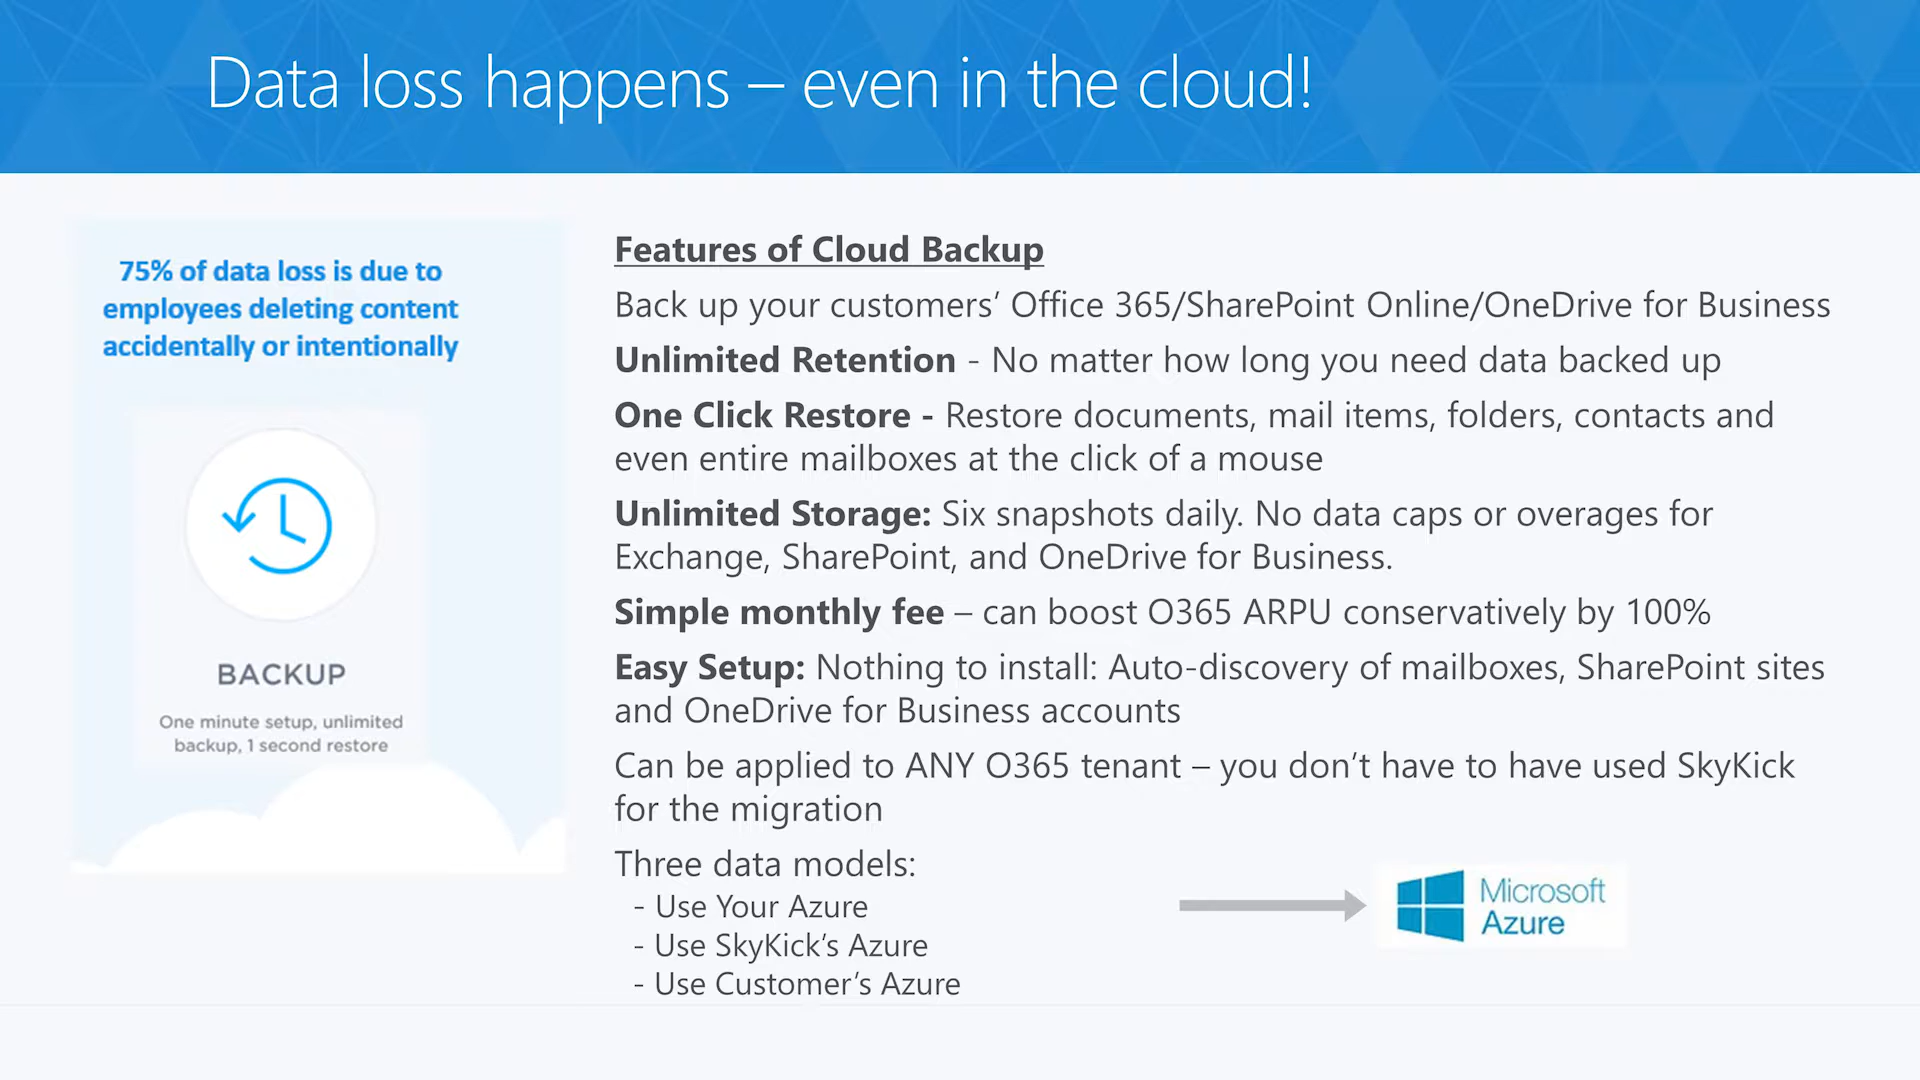 Data loss happens – even in the cloud!
75% of data loss is due to
employees deleting content
accidentally or intentionally
BACKUP
One minute setup, unlimited
backup, 1 second restore
Features of Cloud Backup
Back up your customers’ Office 365/SharePoint Online/OneDrive for Business
Unlimited Retention - No matter how long you need data backed up
One Click Restore - Restore documents, mail items, folders, contacts and
even entire mailboxes at the click of a mouse
Unlimited Storage: Six snapshots daily. No data caps or overages for
Exchange, SharePoint, and OneDrive for Business.
Simple monthly fee – can boost O365 ARPU conservatively by 100%
Easy Setup: Nothing to install: Auto-discovery of mailboxes, SharePoint sites
and OneDrive for Business accounts
Can be applied to ANY O365 tenant – you don’t have to have used SkyKick
for the migration
Three data models:
- Use Your Azure
- Use SkyKick’s Azure
- Use Customer’s Azure
Microsoft
Azure